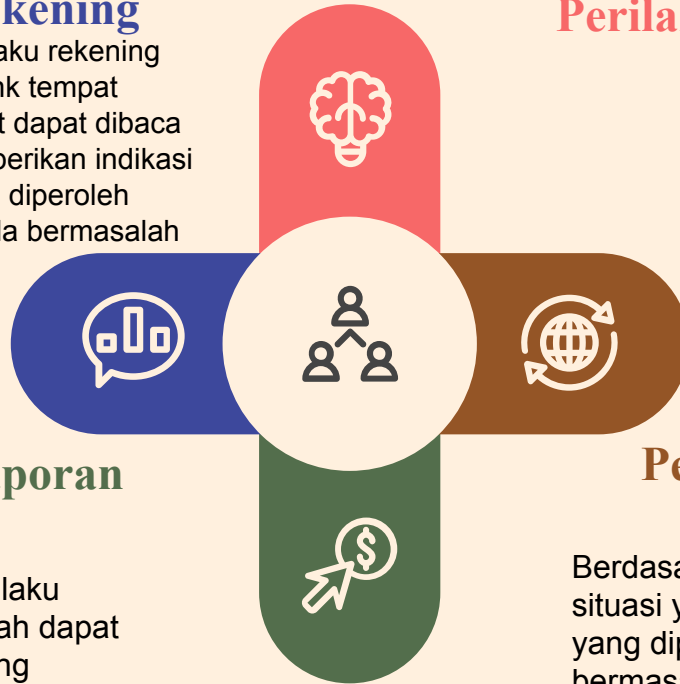 kening
aku rekening
nk tempat
t dapat dibaca
berikan indikasi
diperoleh
la bermasalah
Perila
$
poran
laku
ah dapat
ng
Pe
Berdasa
situasi y
yang dip
bermas